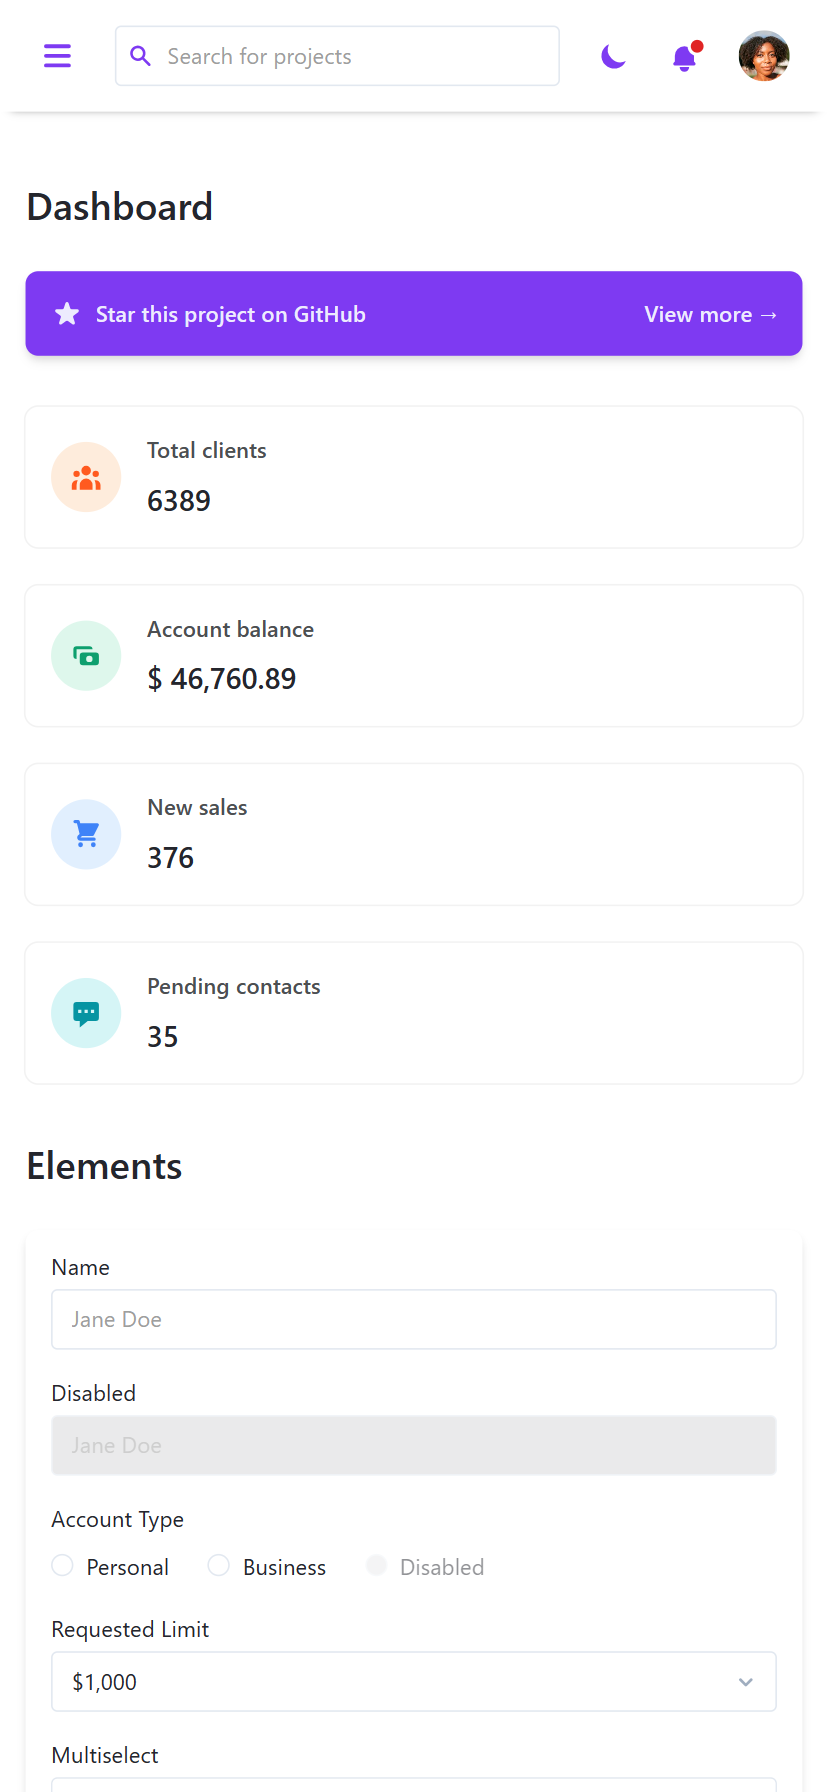 Search for projects
Dashboard
Star this project on GitHub
View more →
Total clients
6389
Account balance
$ 46,760.89
New sales
376
Pending contacts
35
Elements
Name
Jane Doe
Disabled
Jane Doe
Account Type
Personal
Business
Disabled
Requested Limit
$1,000
Multiselect